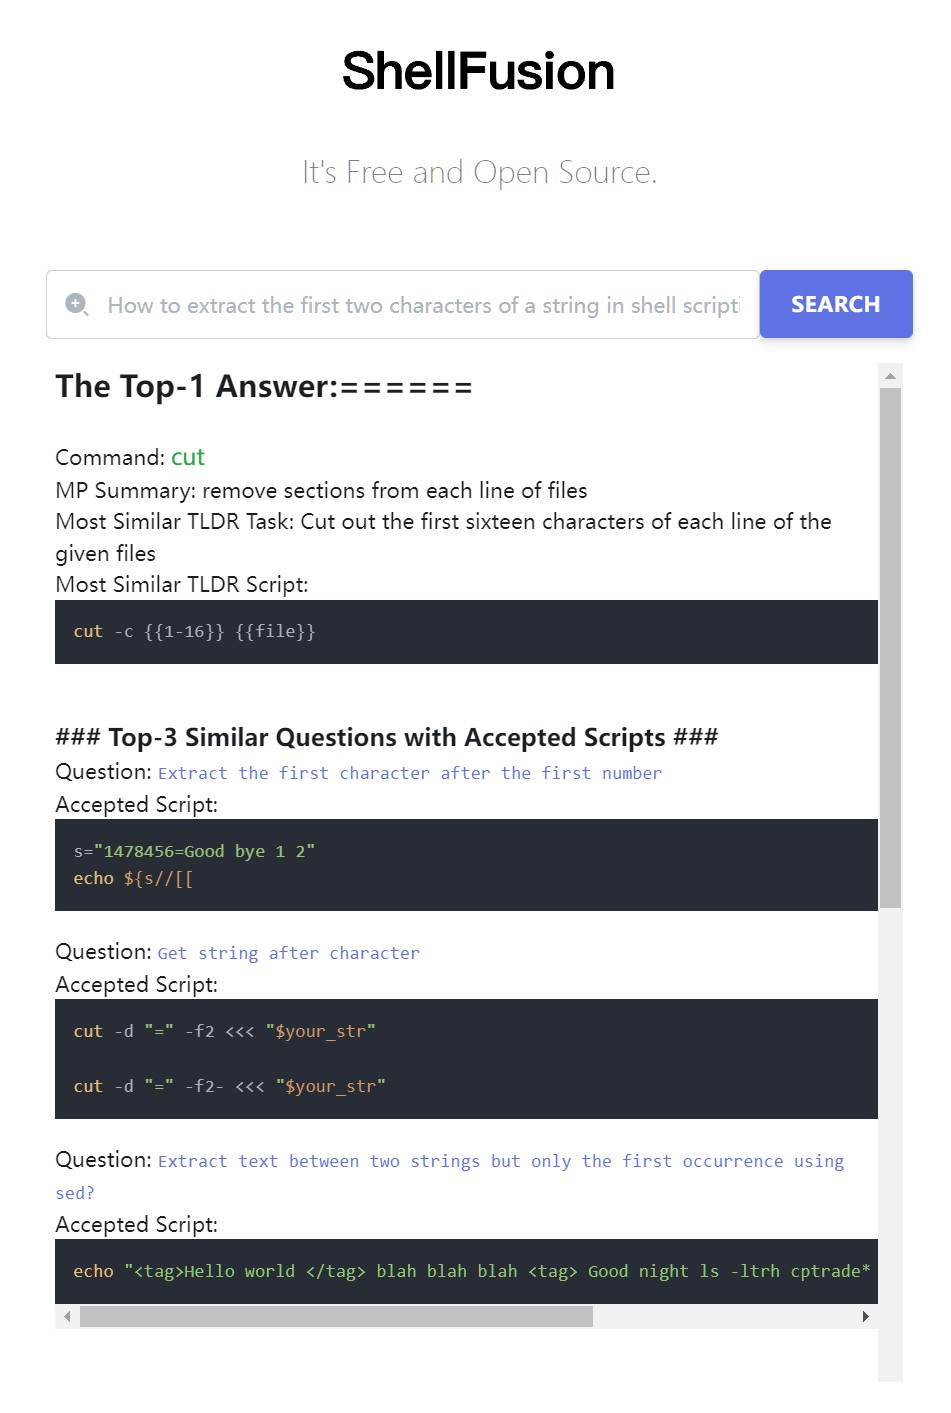 ShellFusion
It's Free and Open Source.
How to extract the first two characters of a string in shell scripti
SEARCH
The Top-1 Answer:======
Command: cut
MP Summary: remove sections from each line of files
Most Similar TLDR Task: Cut out the first sixteen characters of each line of the
given files
Most Similar TLDR Script:
cut -c {{1-16}} {{file}}
### Top-3 Similar Questions with Accepted Scripts ###
Question: Extract the first character after the first number
Accepted Script:
s="1478456=Good bye 1 2"
echo ${s//[[
Question: Get string after character
Accepted Script:
cut -d "=" -f2 <<< "$your_str"
cut -d "=" -f2- <<< "$your_str"
Question: Extract text between two strings but only the first occurrence using
sed?
Accepted Script:
echo "<tag>Hello world </tag> blah blah blah <tag> Good night ls -ltrh cptrade*